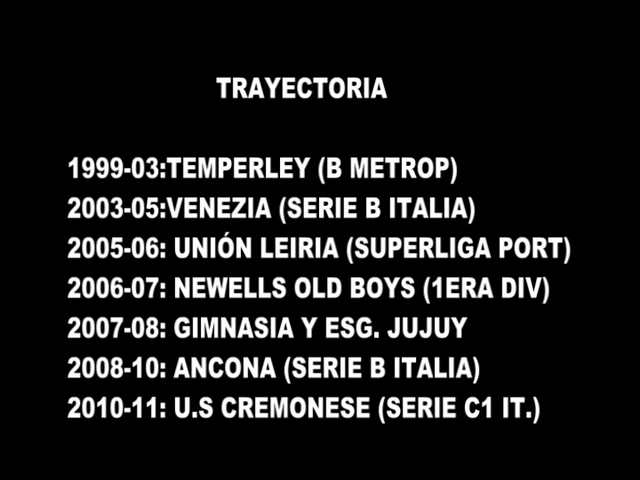 TRAYECTORIA
1999-03:TEMPERLEY (B METROP)
2003-05:VENEZIA (SERIE B ITALIA)
2005-06: UNIÓN LEIRIA (SUPERLIGA PORT)
2006-07: NEWELLS OLD BOYS (1ERA DIV)
2007-08: GIMNASIA Y ESG. JUJUY
2008-10: ANCONA (SERIE B ITALIA)
2010-11: U.S CREMONESE (SERIE C1 IT.)